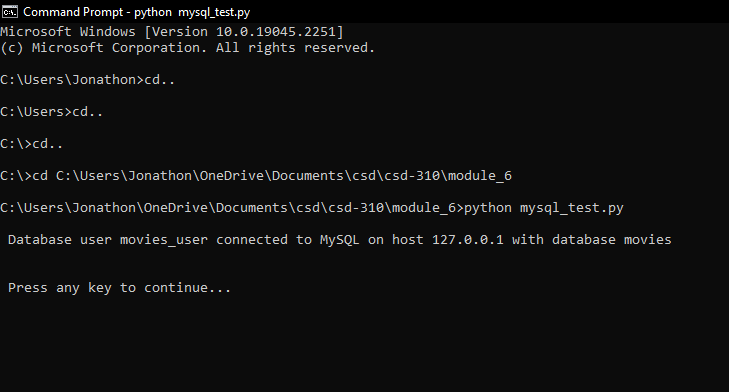 Command Prompt - python  mysql_test.py
Microsoft Windows [Version 10.0.19045.2251]
(c) Microsoft Corporation. All rights reserved.
C:\Users\Jonathon>cd..
C:\Users>cd..
C:\>cd..
C:\>cd C:\Users\Jonathon\OneDrive\Documents\csd\csd-310\module_6
C:\Users\Jonathon\OneDrive\Documents\csd\csd-310\module_6>python mysql_test.py
Database user movies_user connected to MySQL on host 127.0.0.1 with database movies
Press any key to continue...